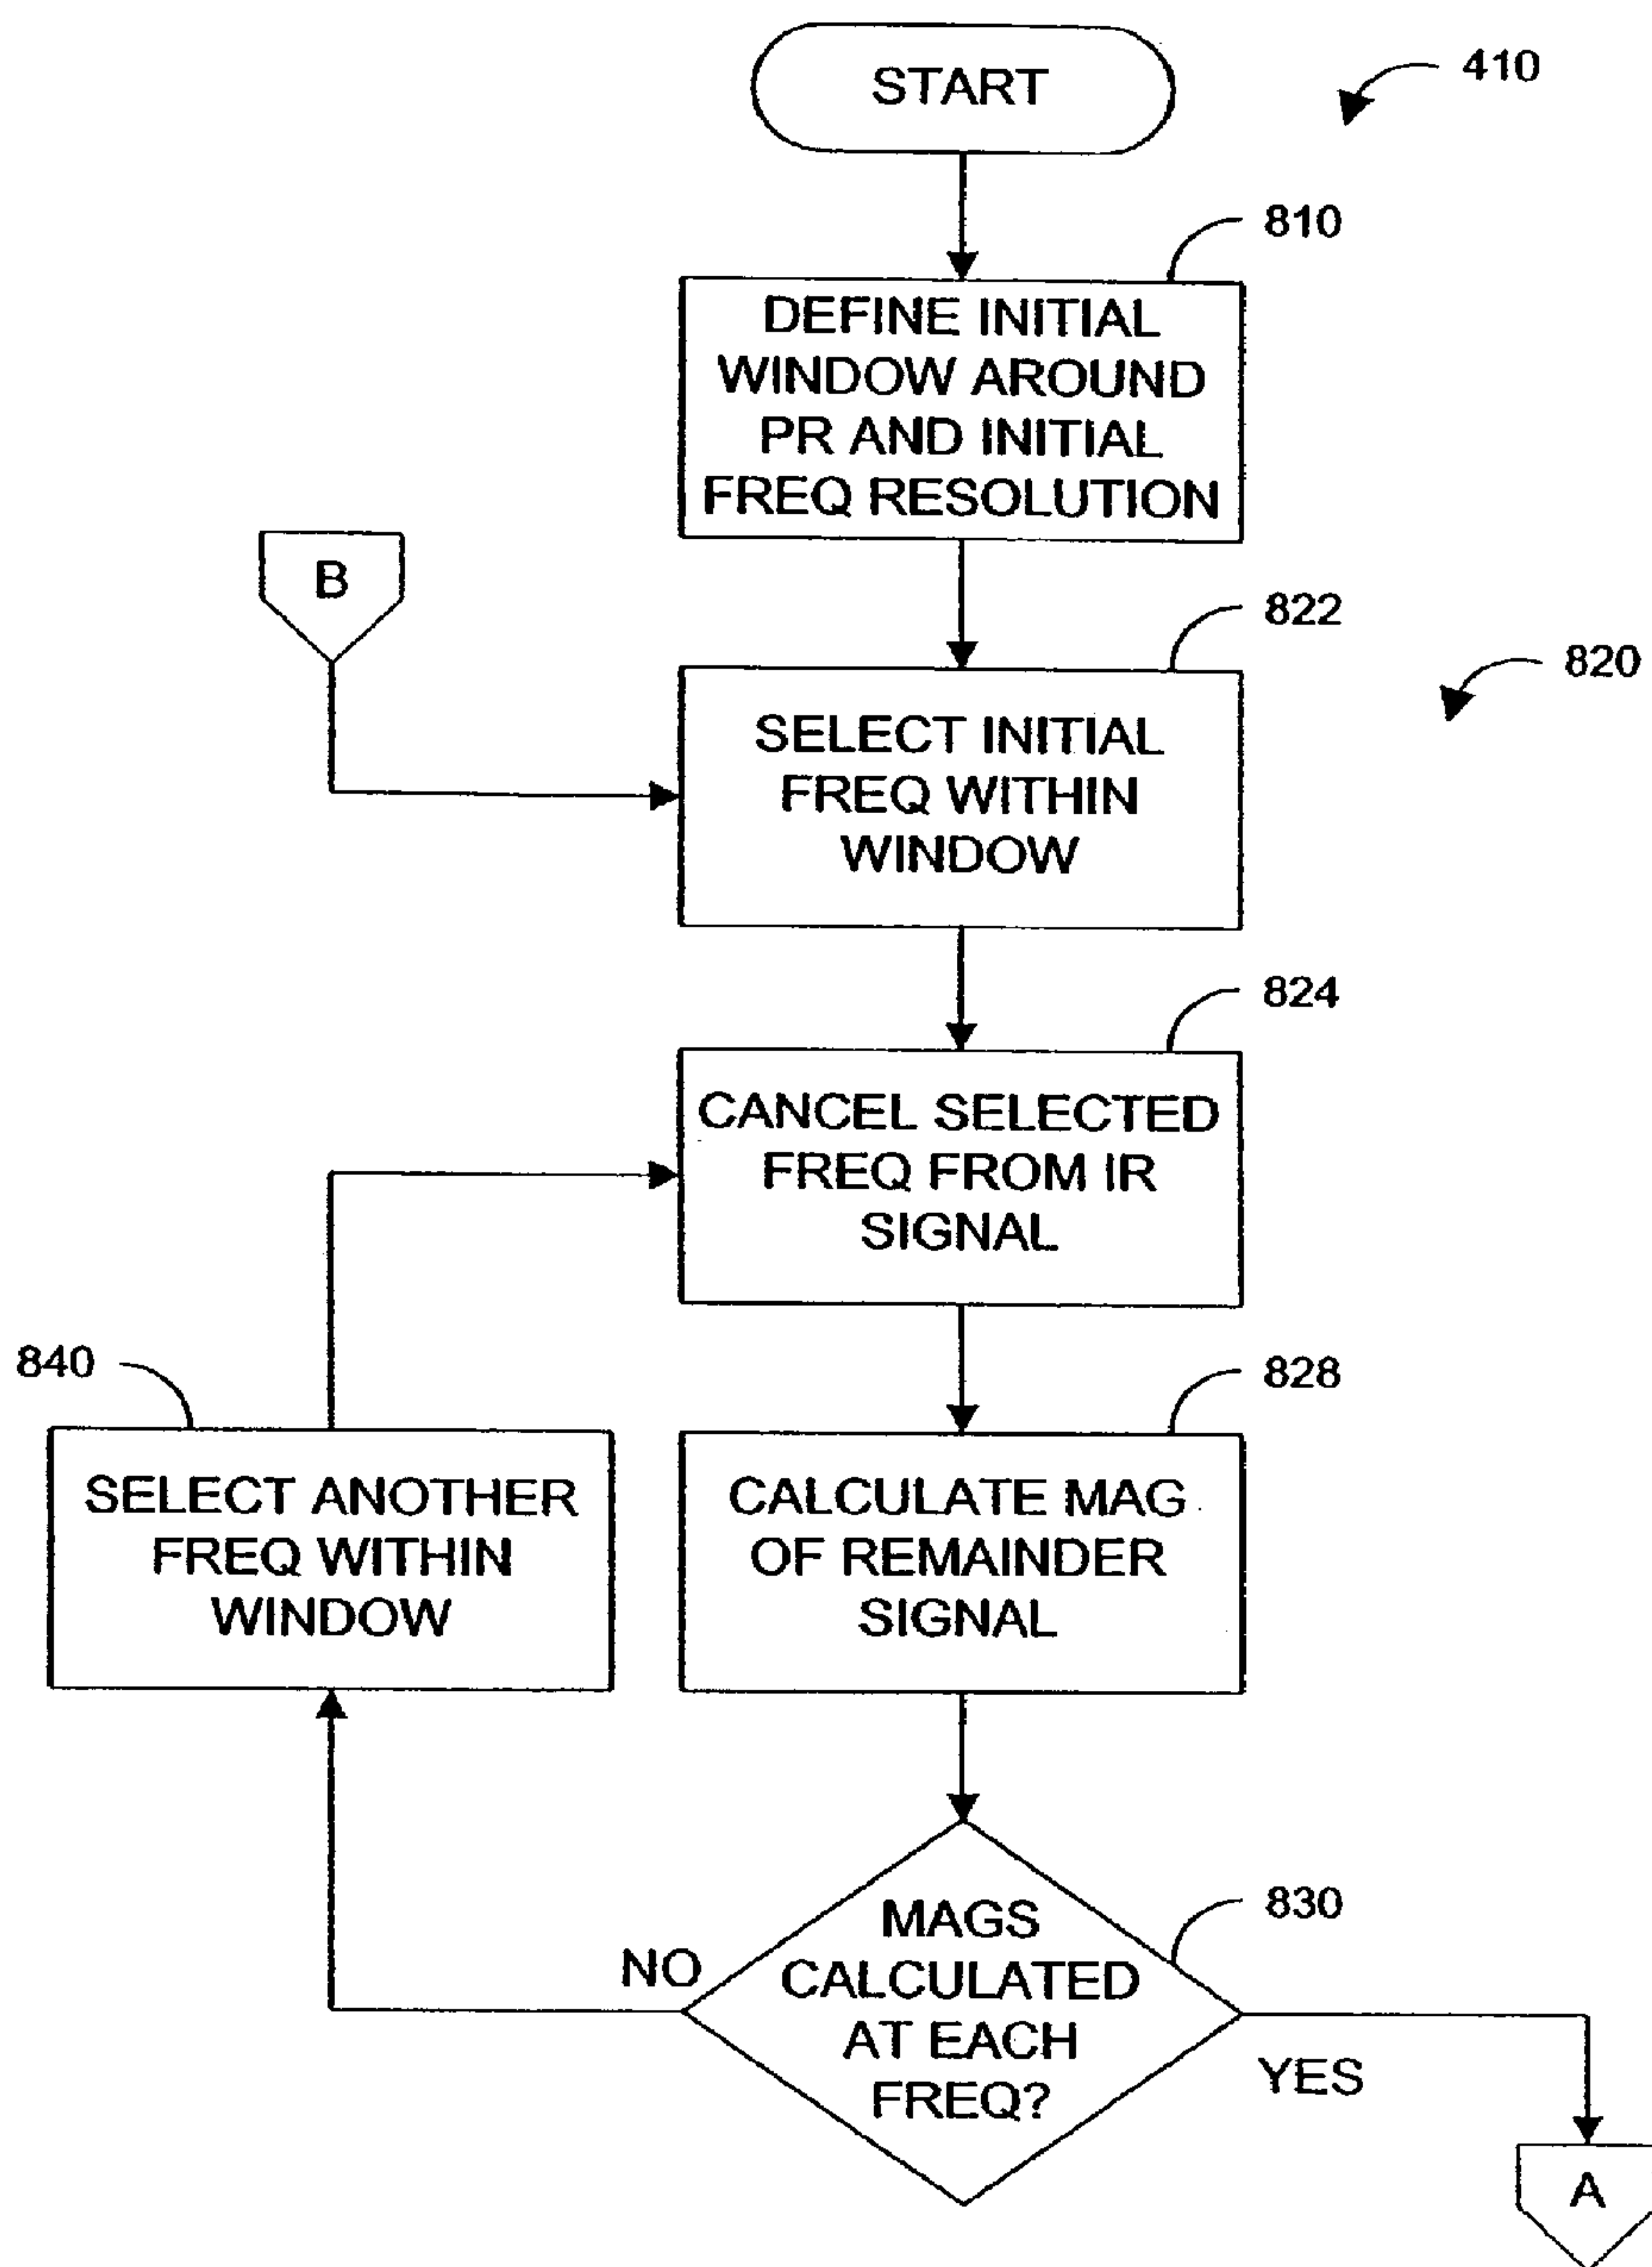 START
410
810
DEFINE INITIAL
WINDOW AROUND
PR AND INITIAL
FREQ RESOLUTION
B
822
820
SELECT INITIAL
FREQ WITHIN
WINDOW
824
CANCEL SELECTED
FREQ FROM IR
SIGNAL
840
828
SELECT ANOTHER
FREQ WITHIN
WINDOW
CALCULATE MAG
OF REMAINDER
SIGNAL
830
MAGS
CALCULATED
AT EACH
FREQ?
NO
YES
A